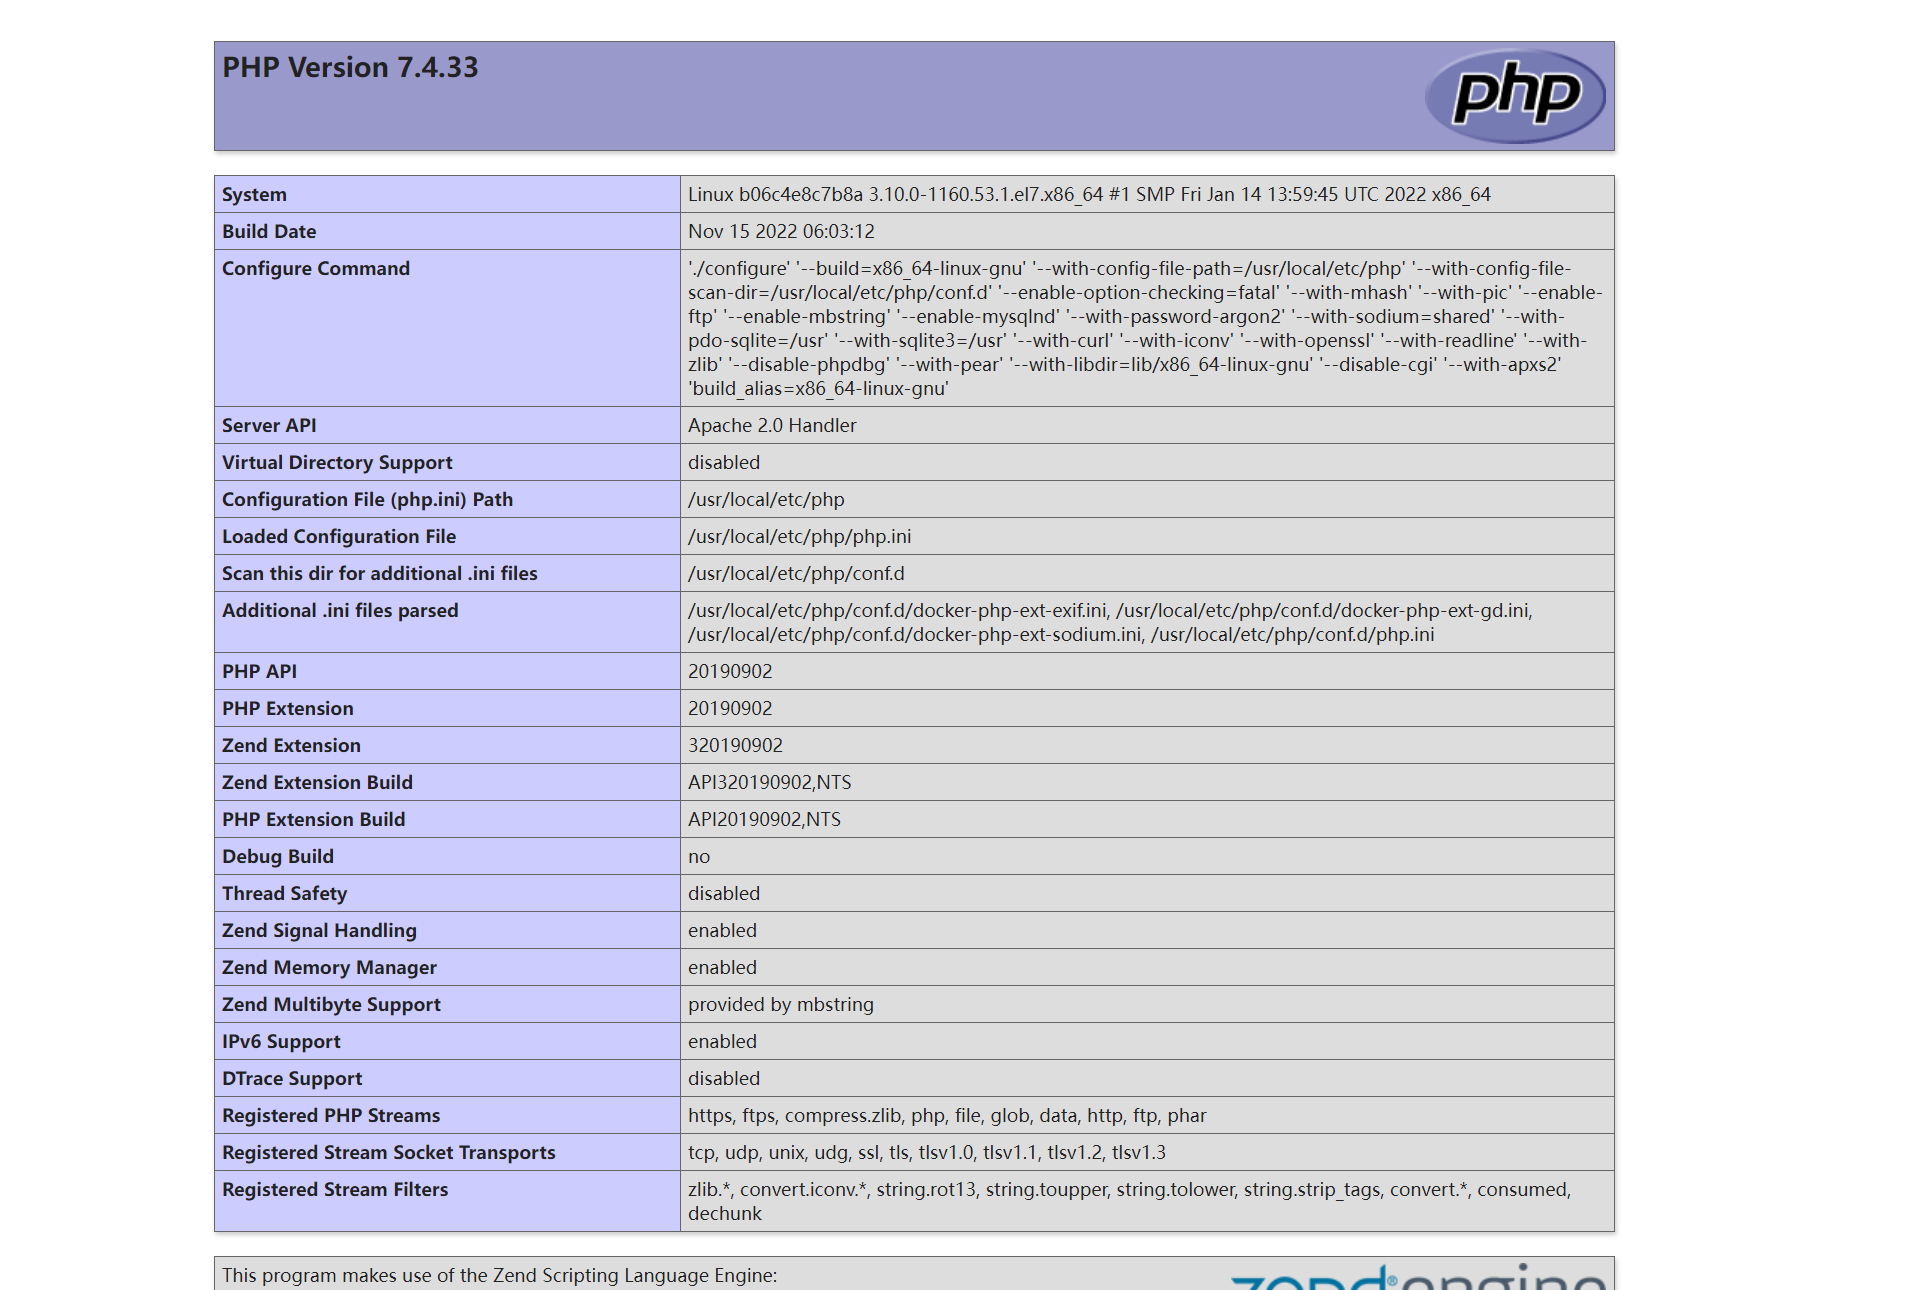 PHP Version 7.4.33
php
System Linux b06c4e8c7b8a 3.10.0-1160.53.1.el7.x86_64 #1 SMP Fri Jan 14 13:59:45 UTC 2022 x86_64
Build Date Nov 15 2022 06:03:12
Configure Command './configure' '--build=x86_64-linux-gnu' '--with-config-file-path=/usr/local/etc/php' '--with-config-file-
scan-dir=/usr/local/etc/php/conf.d' '--enable-option-checking=fatal' '--with-mhash' '--with-pic' '--enable-
ftp' '--enable-mbstring' '--enable-mysqlnd' '--with-password-argon2' '--with-sodium=shared' '--with-
pdo-sqlite=/usr' '--with-sqlite3=/usr' '--with-curl' '--with-iconv' '--with-openssl' '--with-readline' '--with-
zlib' '--disable-phpdbg' '--with-pear' '--with-libdir=lib/x86_64-linux-gnu' '--disable-cgi' '--with-apxs2'
'build_alias=x86_64-linux-gnu'
Server API Apache 2.0 Handler
Virtual Directory Support disabled
Configuration File (php.ini) Path /usr/local/etc/php
Loaded Configuration File /usr/local/etc/php/php.ini
Scan this dir for additional .ini files /usr/local/etc/php/conf.d
Additional .ini files parsed /usr/local/etc/php/conf.d/docker-php-ext-exif.ini, /usr/local/etc/php/conf.d/docker-php-ext-gd.ini,
/usr/local/etc/php/conf.d/docker-php-ext-sodium.ini, /usr/local/etc/php/conf.d/php.ini
PHP API 20190902
PHP Extension 20190902
Zend Extension 320190902
Zend Extension Build API320190902,NTS
PHP Extension Build API20190902,NTS
Debug Build no
Thread Safety disabled
Zend Signal Handling enabled
Zend Memory Manager enabled
Zend Multibyte Support provided by mbstring
IPv6 Support enabled
DTrace Support disabled
Registered PHP Streams https, ftps, compress.zlib, php, file, glob, data, http, ftp, phar
Registered Stream Socket Transports tcp, udp, unix, udg, ssl, tls, tlsv1.0, tlsv1.1, tlsv1.2, tlsv1.3
Registered Stream Filters zlib.*, convert.iconv.*, string.rot13, string.toupper, string.tolower, string.strip_tags, convert.*, consumed,
dechunk
This program makes use of the Zend Scripting Language Engine:
zend® engine